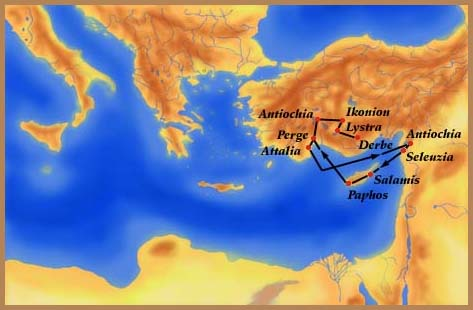 Antiochia
Ikonion
Lystra
Perge
Derbe
Antiochia
Attalia
Seleuzia
Salamis
Paphos